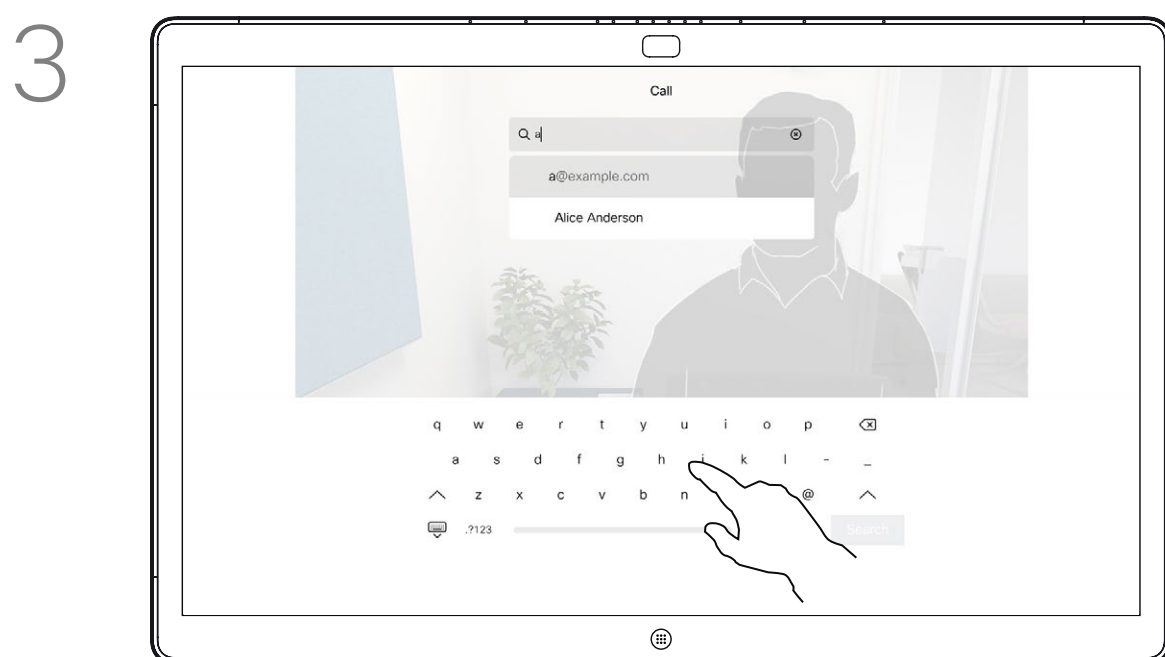 3
Call
a
a@example.com
Alice Anderson
q w e r t y u i o p
a s d f g h j k l - _
z x c v b n @
.?123 Search